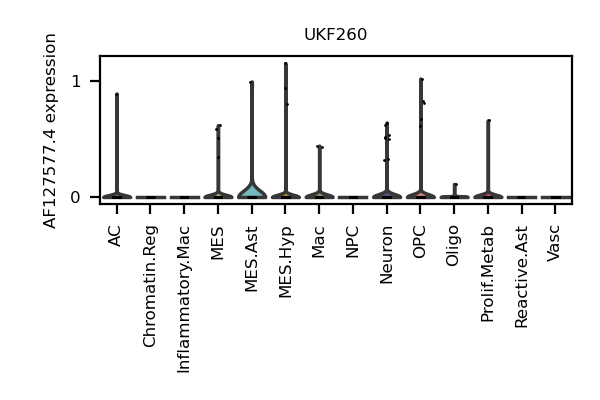 UKF260
AF127577.4 expression
1
0
AC
Chromatin.Reg
Inflammatory.Mac
MES
MES.Ast
MES.Hyp
Mac
NPC
Neuron
OPC
Oligo
Prolif.Metab
Reactive.Ast
Vasc